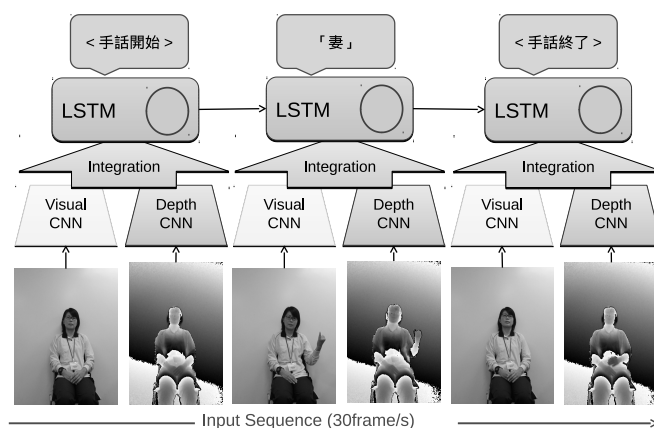 < 手話開始 >
「 妻 」
< 手話終了 >
LSTM
LSTM
LSTM
Integration
Integration
Integration
Visual
CNN
Depth
CNN
Visual
CNN
Depth
CNN
Visual
CNN
Depth
CNN
Input Sequence (30frame/s)